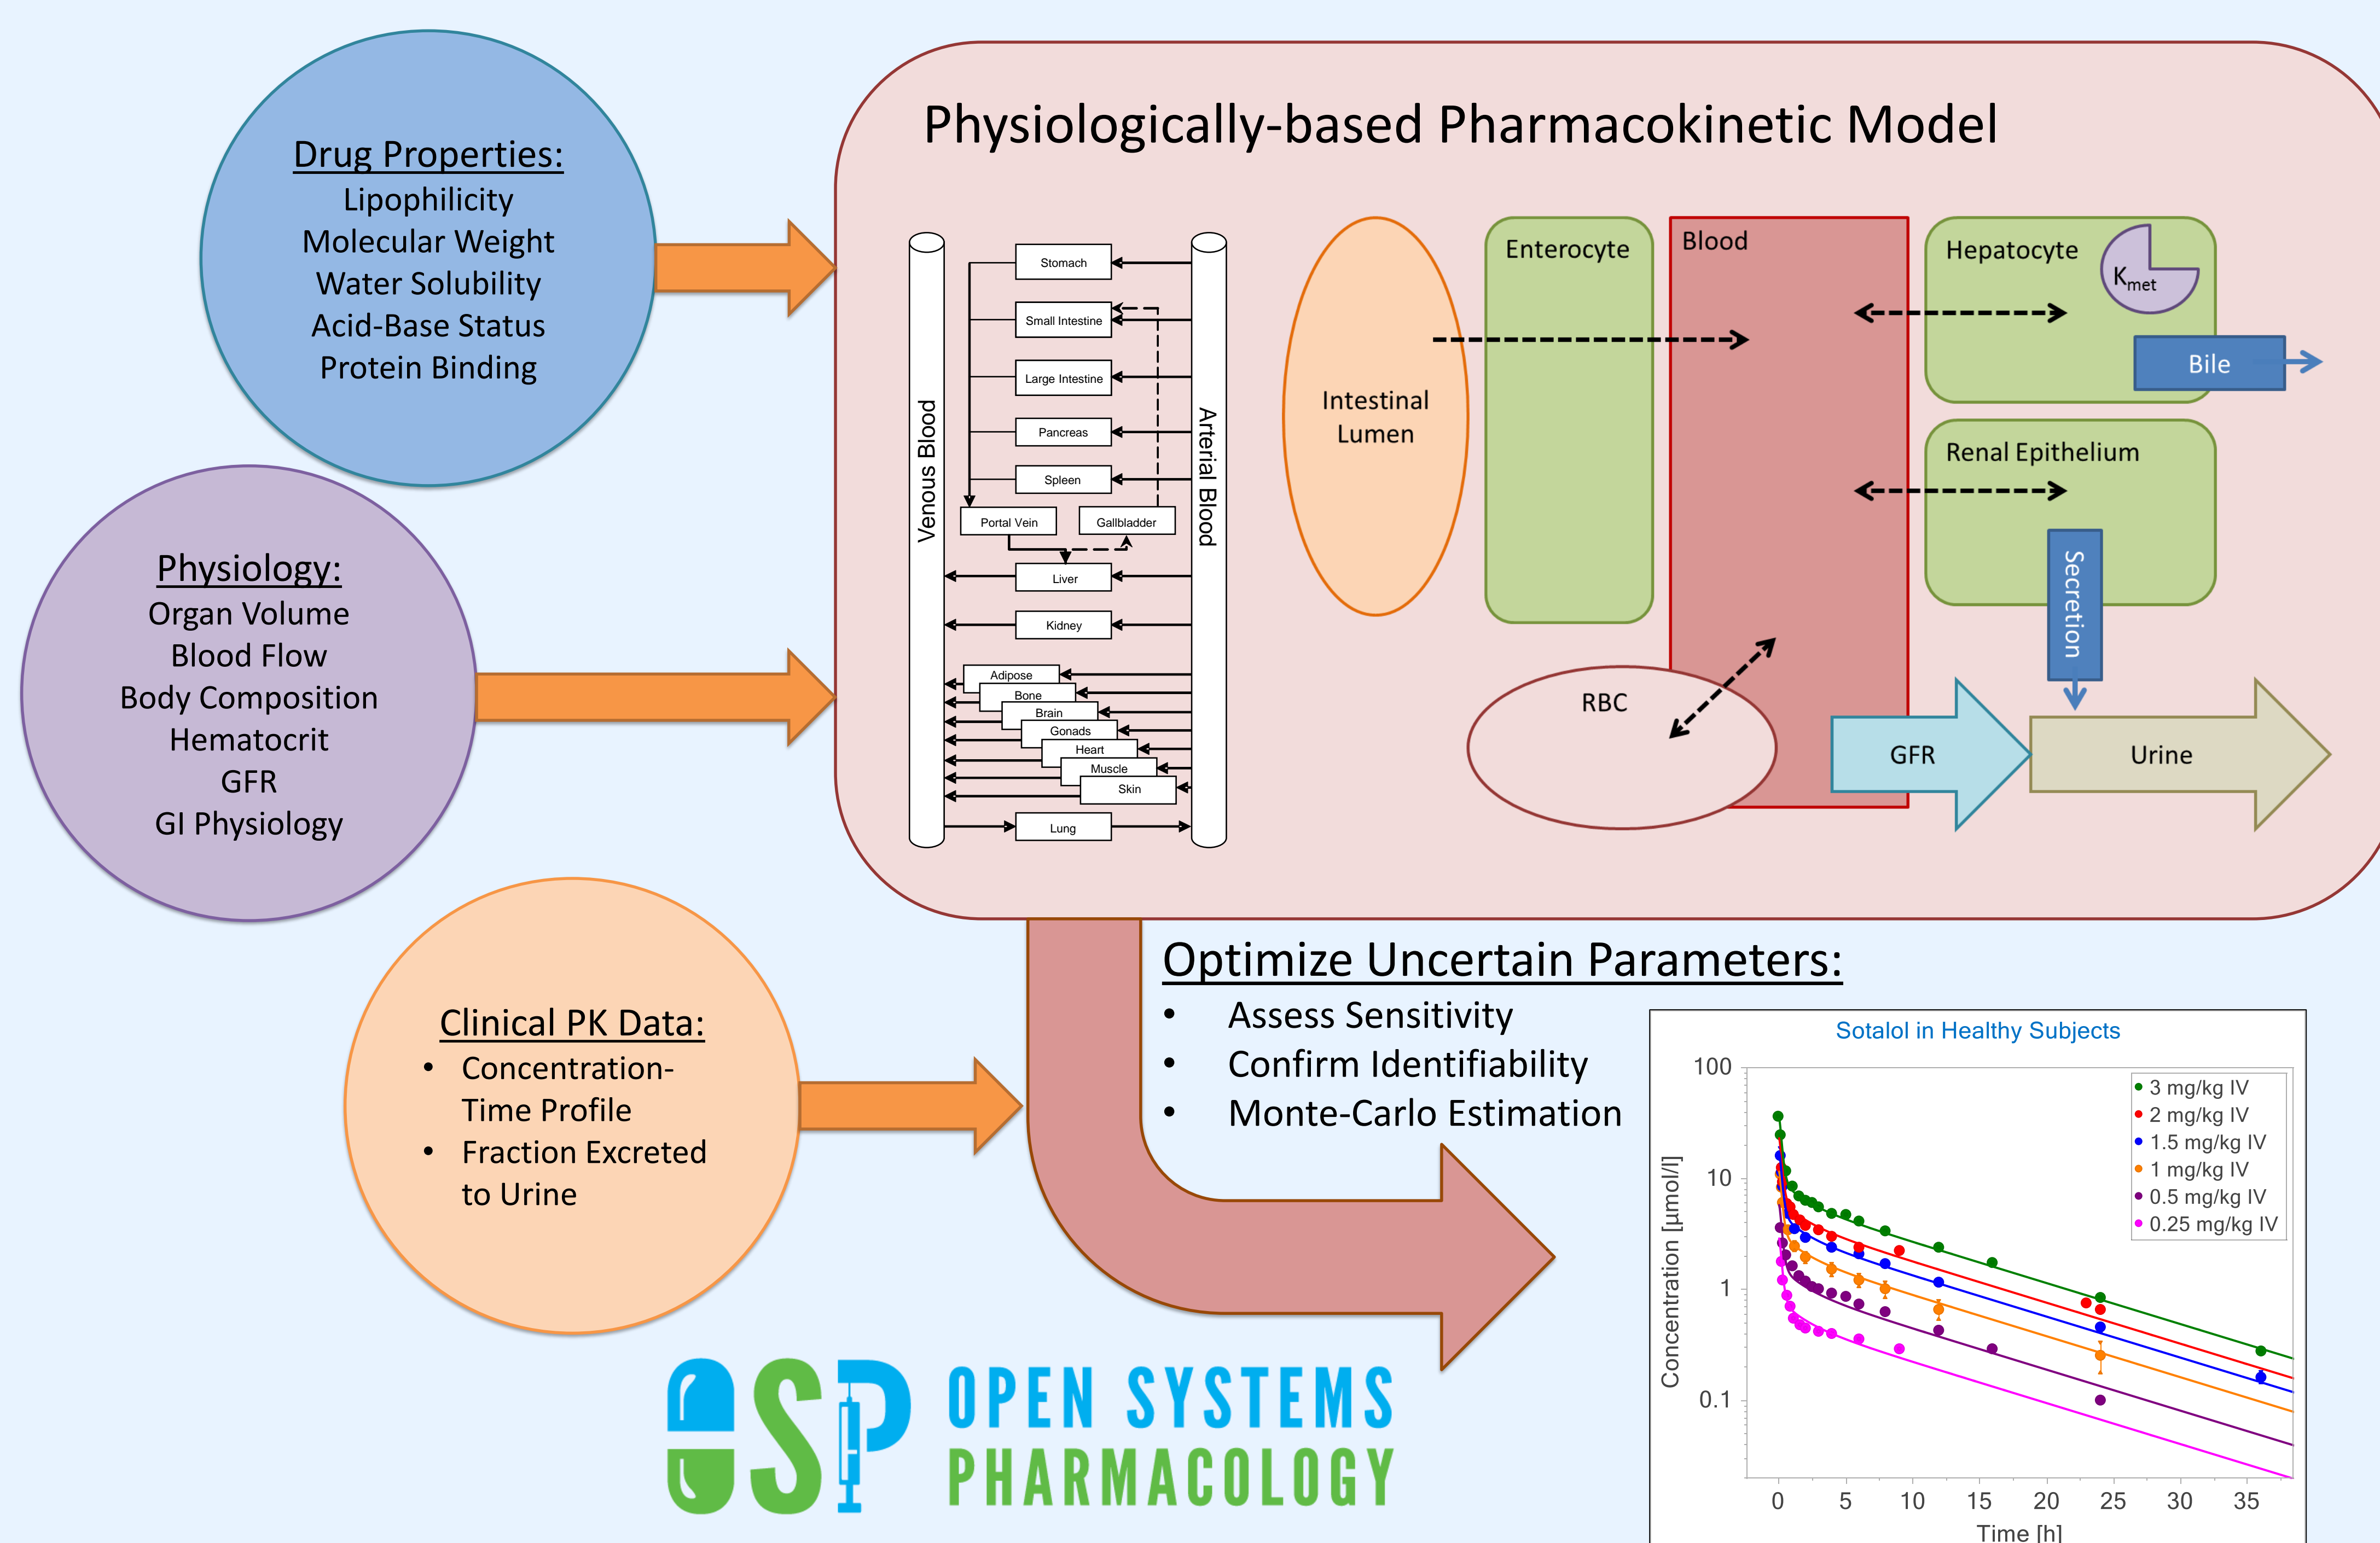 Drug Properties:
Lipophilicity
Molecular Weight
Water Solubility
Acid-Base Status
Protein Binding
Physiology:
Organ Volume
Blood Flow
Body Composition
Hematocrit
GFR
GI Physiology
Clinical PK Data:
• Concentration-
Time Profile
• Fraction Excreted
to Urine
Physiologically-based Pharmacokinetic Model
Venous Blood
Stomach
Small Intestine
Large Intestine
Pancreas
Spleen
Portal Vein
Gallbladder
Liver
Kidney
Adipose
Bone
Brain
Gonads
Heart
Muscle
Skin
Lung
Arterial Blood
Intestinal
Lumen
Enterocyte
Blood
RBC
Hepatocyte
Kmet
Bile
Renal Epithelium
Secretion
GFR
Urine
Optimize Uncertain Parameters:
• Assess Sensitivity
• Confirm Identifiability
• Monte-Carlo Estimation
Sotalol in Healthy Subjects
Concentration [µmol/l]
100
10
1
0.1
3 mg/kg IV
2 mg/kg IV
1.5 mg/kg IV
1 mg/kg IV
0.5 mg/kg IV
0.25 mg/kg IV
0 5 10 15 20 25 30 35
Time [h]
OSP
OPEN SYSTEMS
PHARMACOLOGY